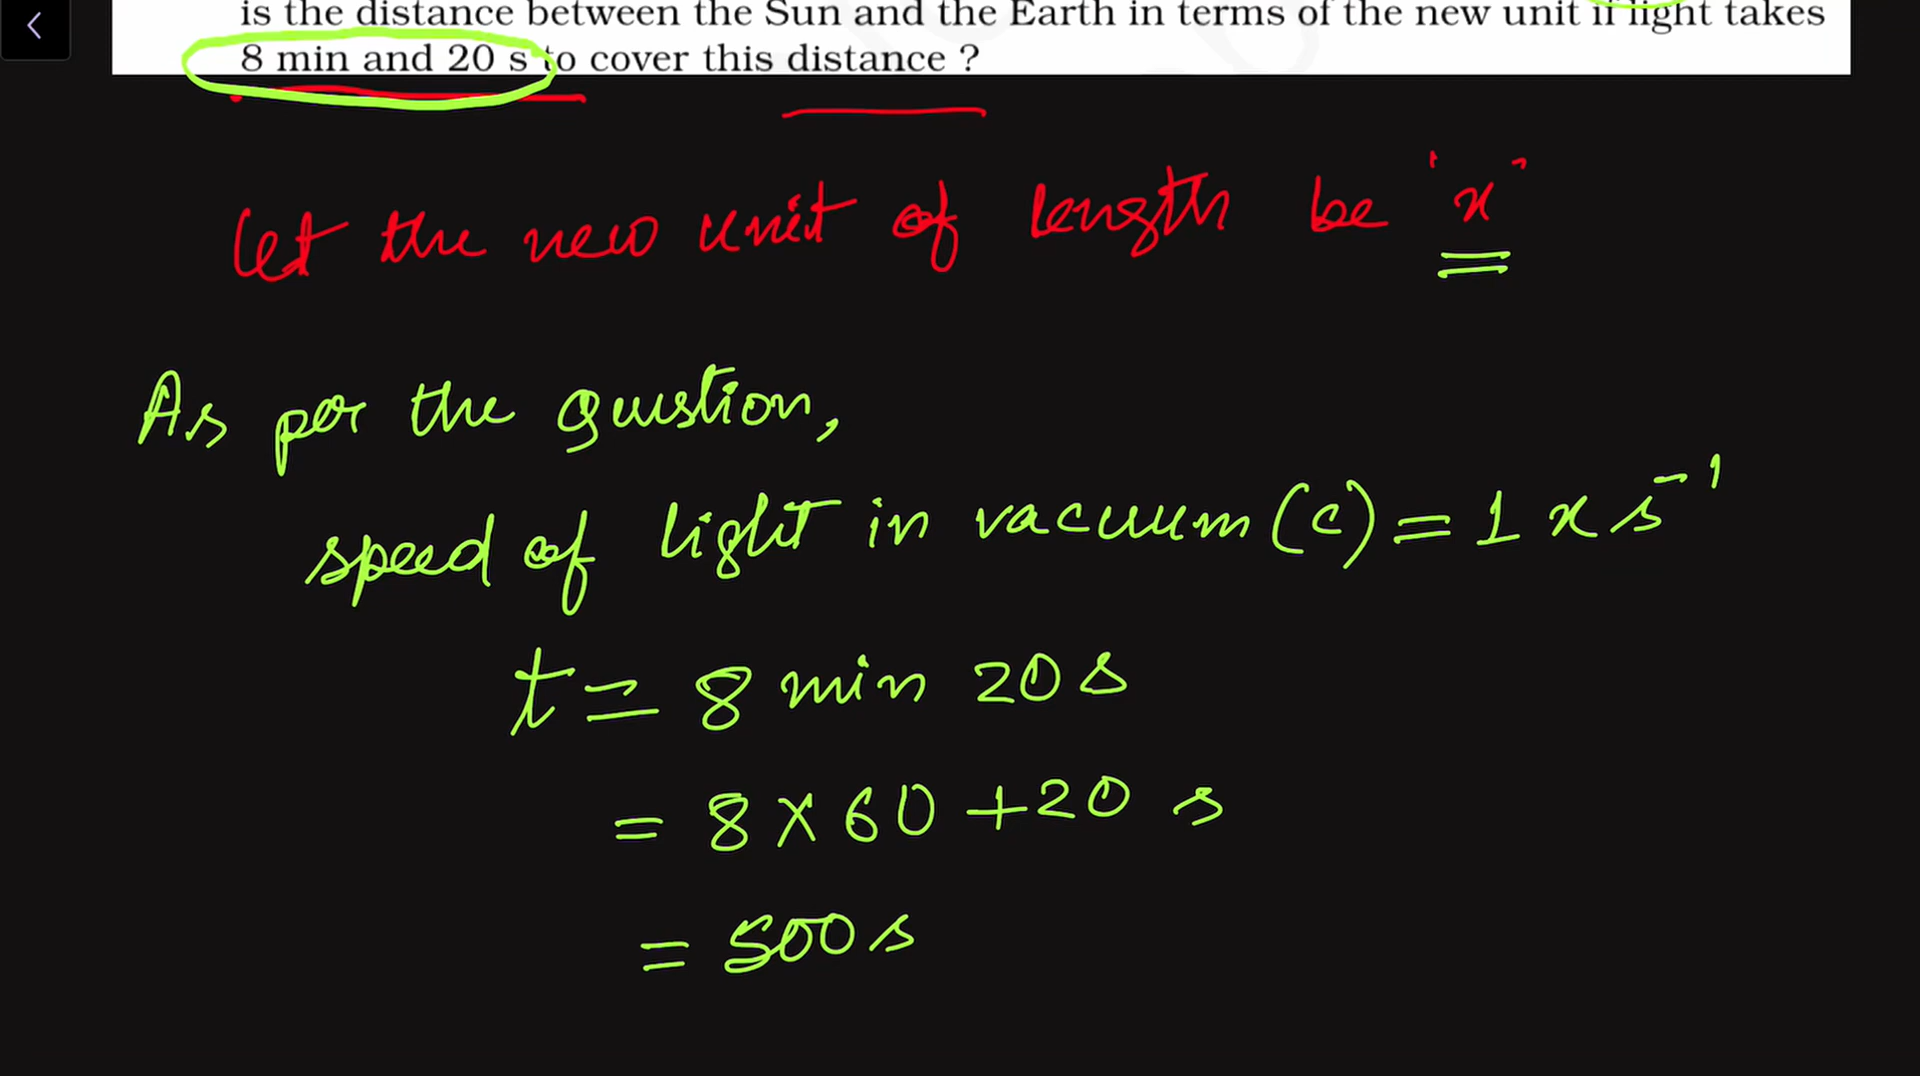 is the distance between the Sun and the Earth in terms of the new unit if light takes
8 min and 20 s to cover this distance ?
Let the new unit of length be 'x'
As per the question,
speed of light in vacuum (c) = 1 x s⁻¹
t = 8 min 20 s
= 8 × 60 + 20 s
= 500 s